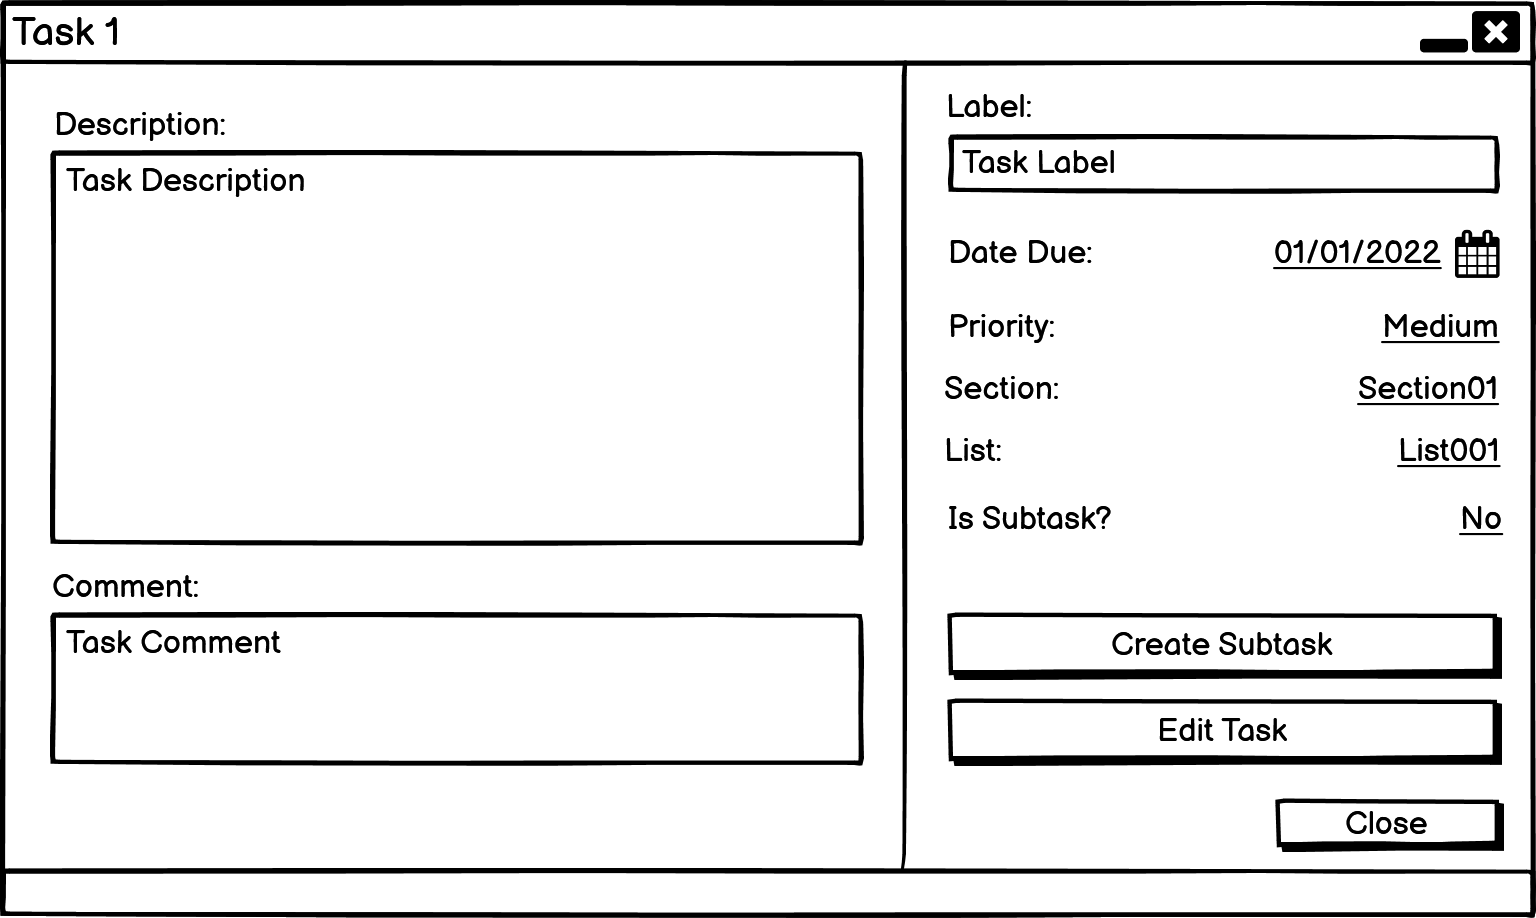 Task 1
Description:
Task Description
Comment:
Task Comment
Label:
Task Label
Date Due: 01/01/2022
Priority: Medium
Section: Section01
List: List001
Is Subtask? No
Create Subtask
Edit Task
Close